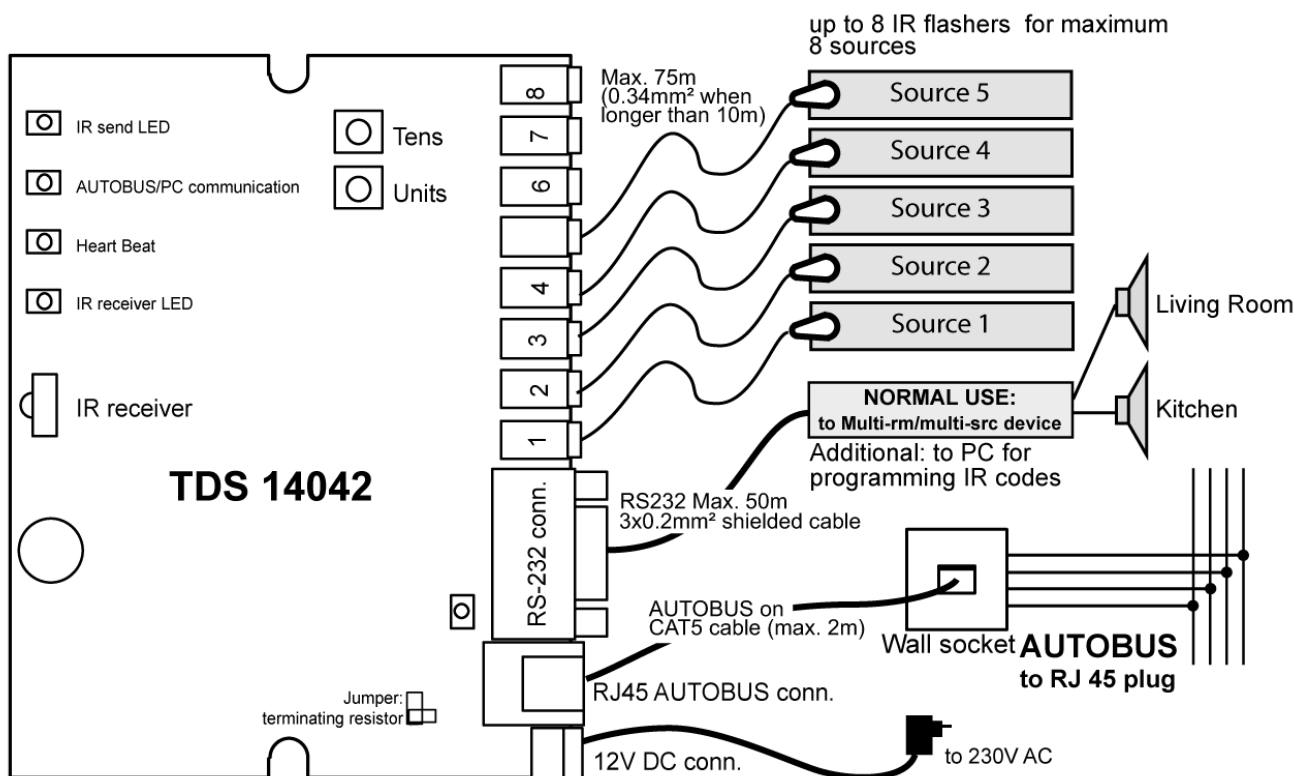 up to 8 IR flashers for maximum
8 sources
Max. 75m
(0.34mm² when
longer than 10m)
8
7
6
4
3
2
1
IR send LED
AUTOBUS/PC communication
Heart Beat
IR receiver LED
IR receiver
Tens
Units
TDS 14042
Source 5
Source 4
Source 3
Source 2
Source 1
Living Room
Kitchen
NORMAL USE:
to Multi-rm/multi-src device
Additional: to PC for
programming IR codes
RS-232 conn.
RS232 Max. 50m
3x0.2mm² shielded cable
AUTOBUS on
CAT5 cable (max. 2m)
Wall socket
AUTOBUS
to RJ 45 plug
RJ45 AUTOBUS conn.
Jumper:
terminating resistor
12V DC conn.
to 230V AC